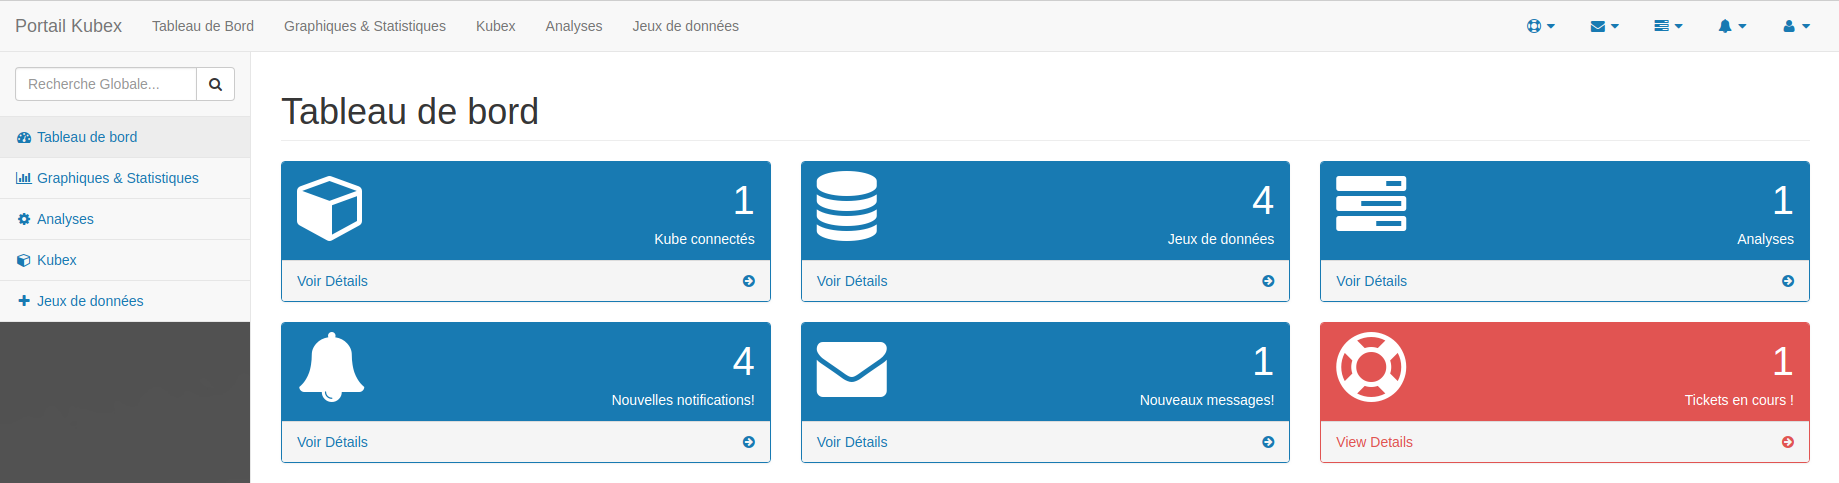 Portail Kubex Tableau de Bord Graphiques & Statistiques Kubex Analyses Jeux de données
Recherche Globale...
Tableau de bord
Graphiques & Statistiques
Analyses
Kubex
Jeux de données
Tableau de bord
1
Kube connectés
Voir Détails
4
Jeux de données
Voir Détails
1
Analyses
Voir Détails
4
Nouvelles notifications!
Voir Détails
1
Nouveaux messages!
Voir Détails
1
Tickets en cours !
View Details